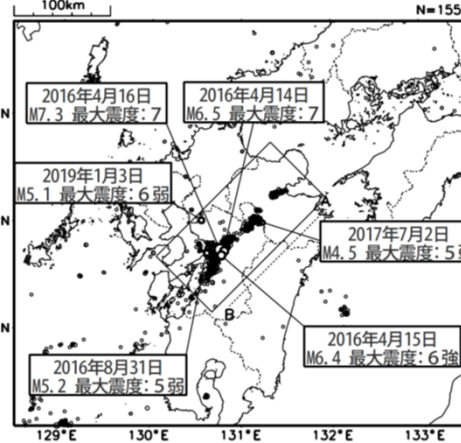 100km
N=155
2016年4月16日
M7.3 最大震度：7
2016年4月14日
M6.5 最大震度：7
N
2019年1月3日
M5.1 最大震度：6弱
A
N
2017年7月2日
M4.5 最大震度：5
B
N
2016年4月15日
M6.4 最大震度：6強
2016年8月31日
M5.2 最大震度：5弱
129°E
130°E
131°E
132°E
133°E